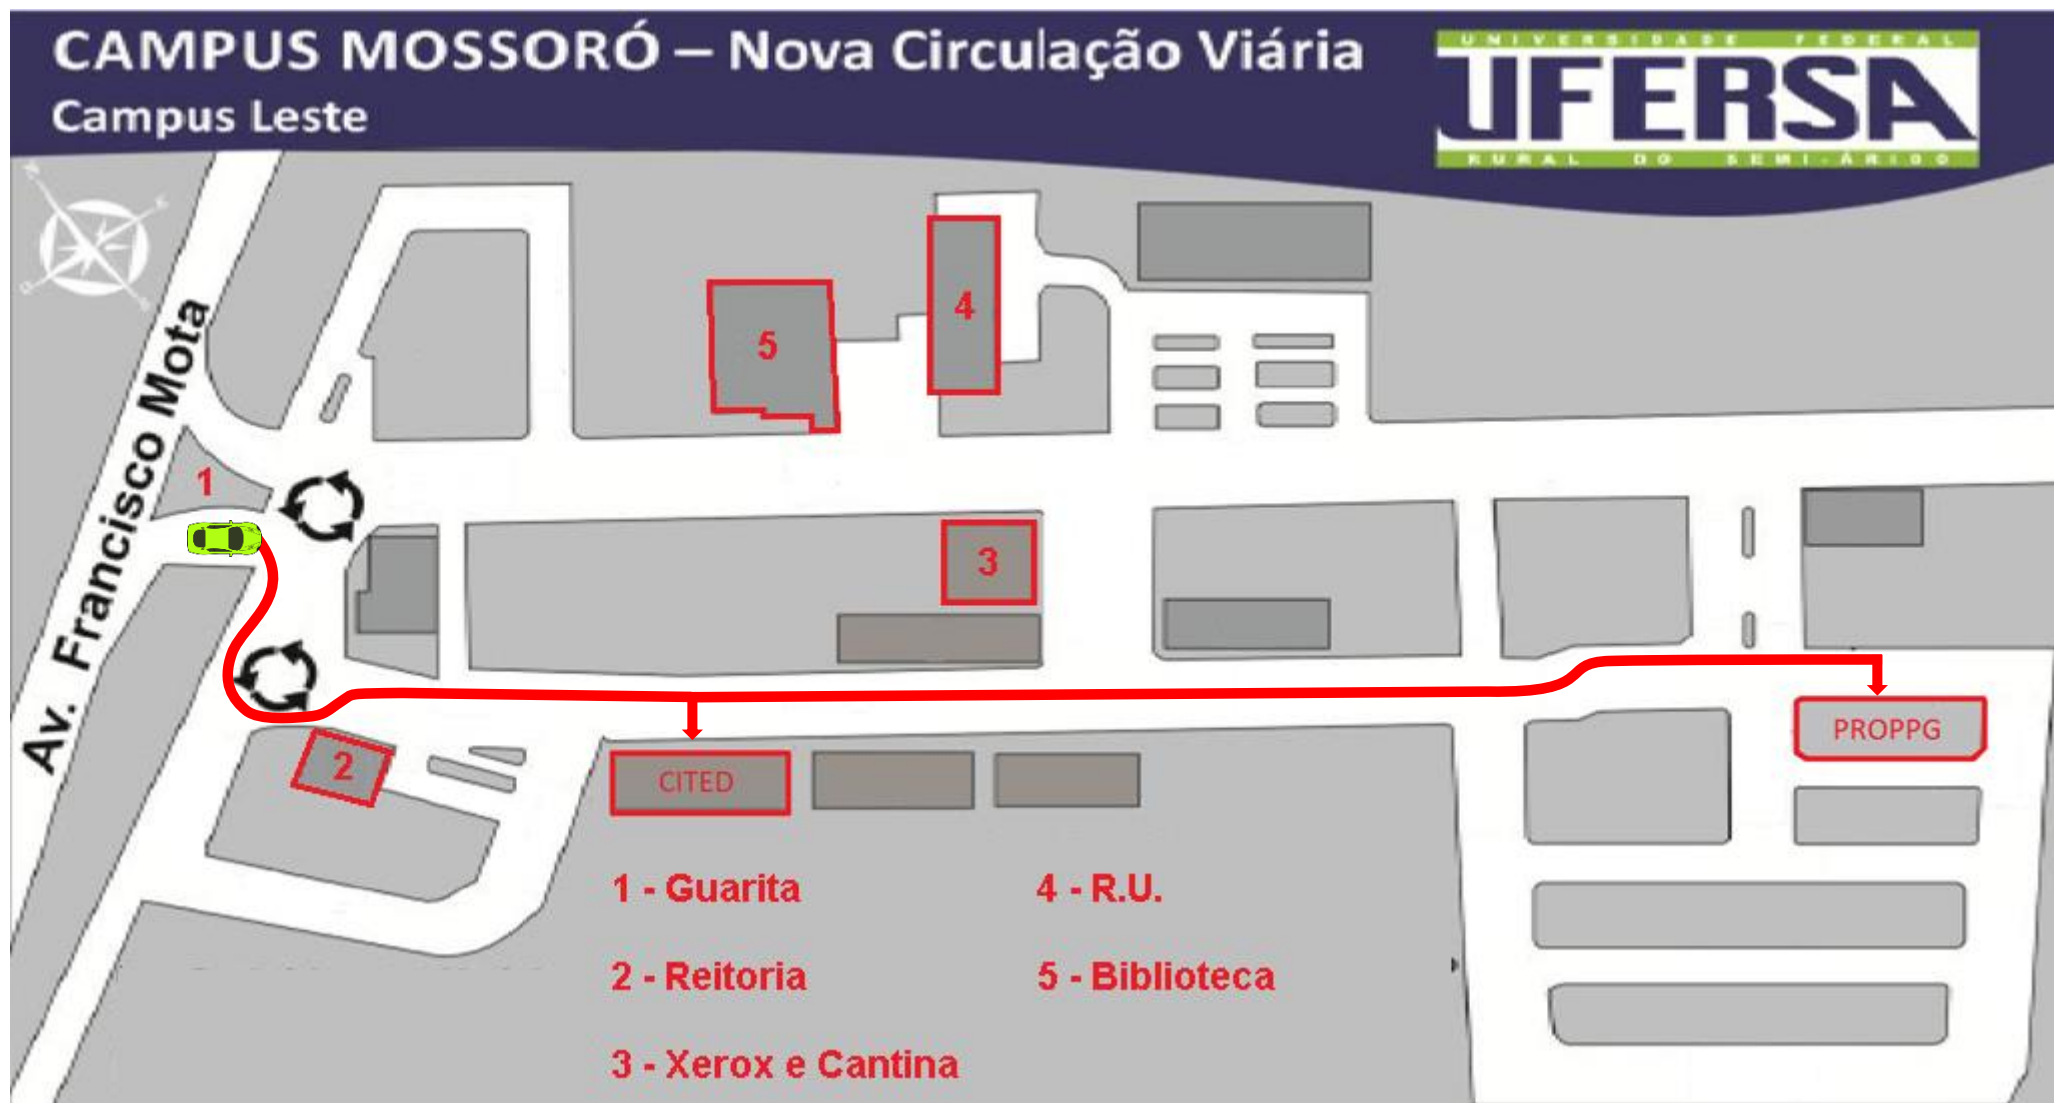 CAMPUS MOSSORÓ – Nova Circulação Viária
Campus Leste
UNIVERSIDADE FEDERAL
UFERSA
RURAL DO SEMI-ÁRIDO
Av. Francisco Mota
5
4
1
3
2
CITED
PROPPG
1 - Guarita
2 - Reitoria
3 - Xerox e Cantina
4 - R.U.
5 - Biblioteca